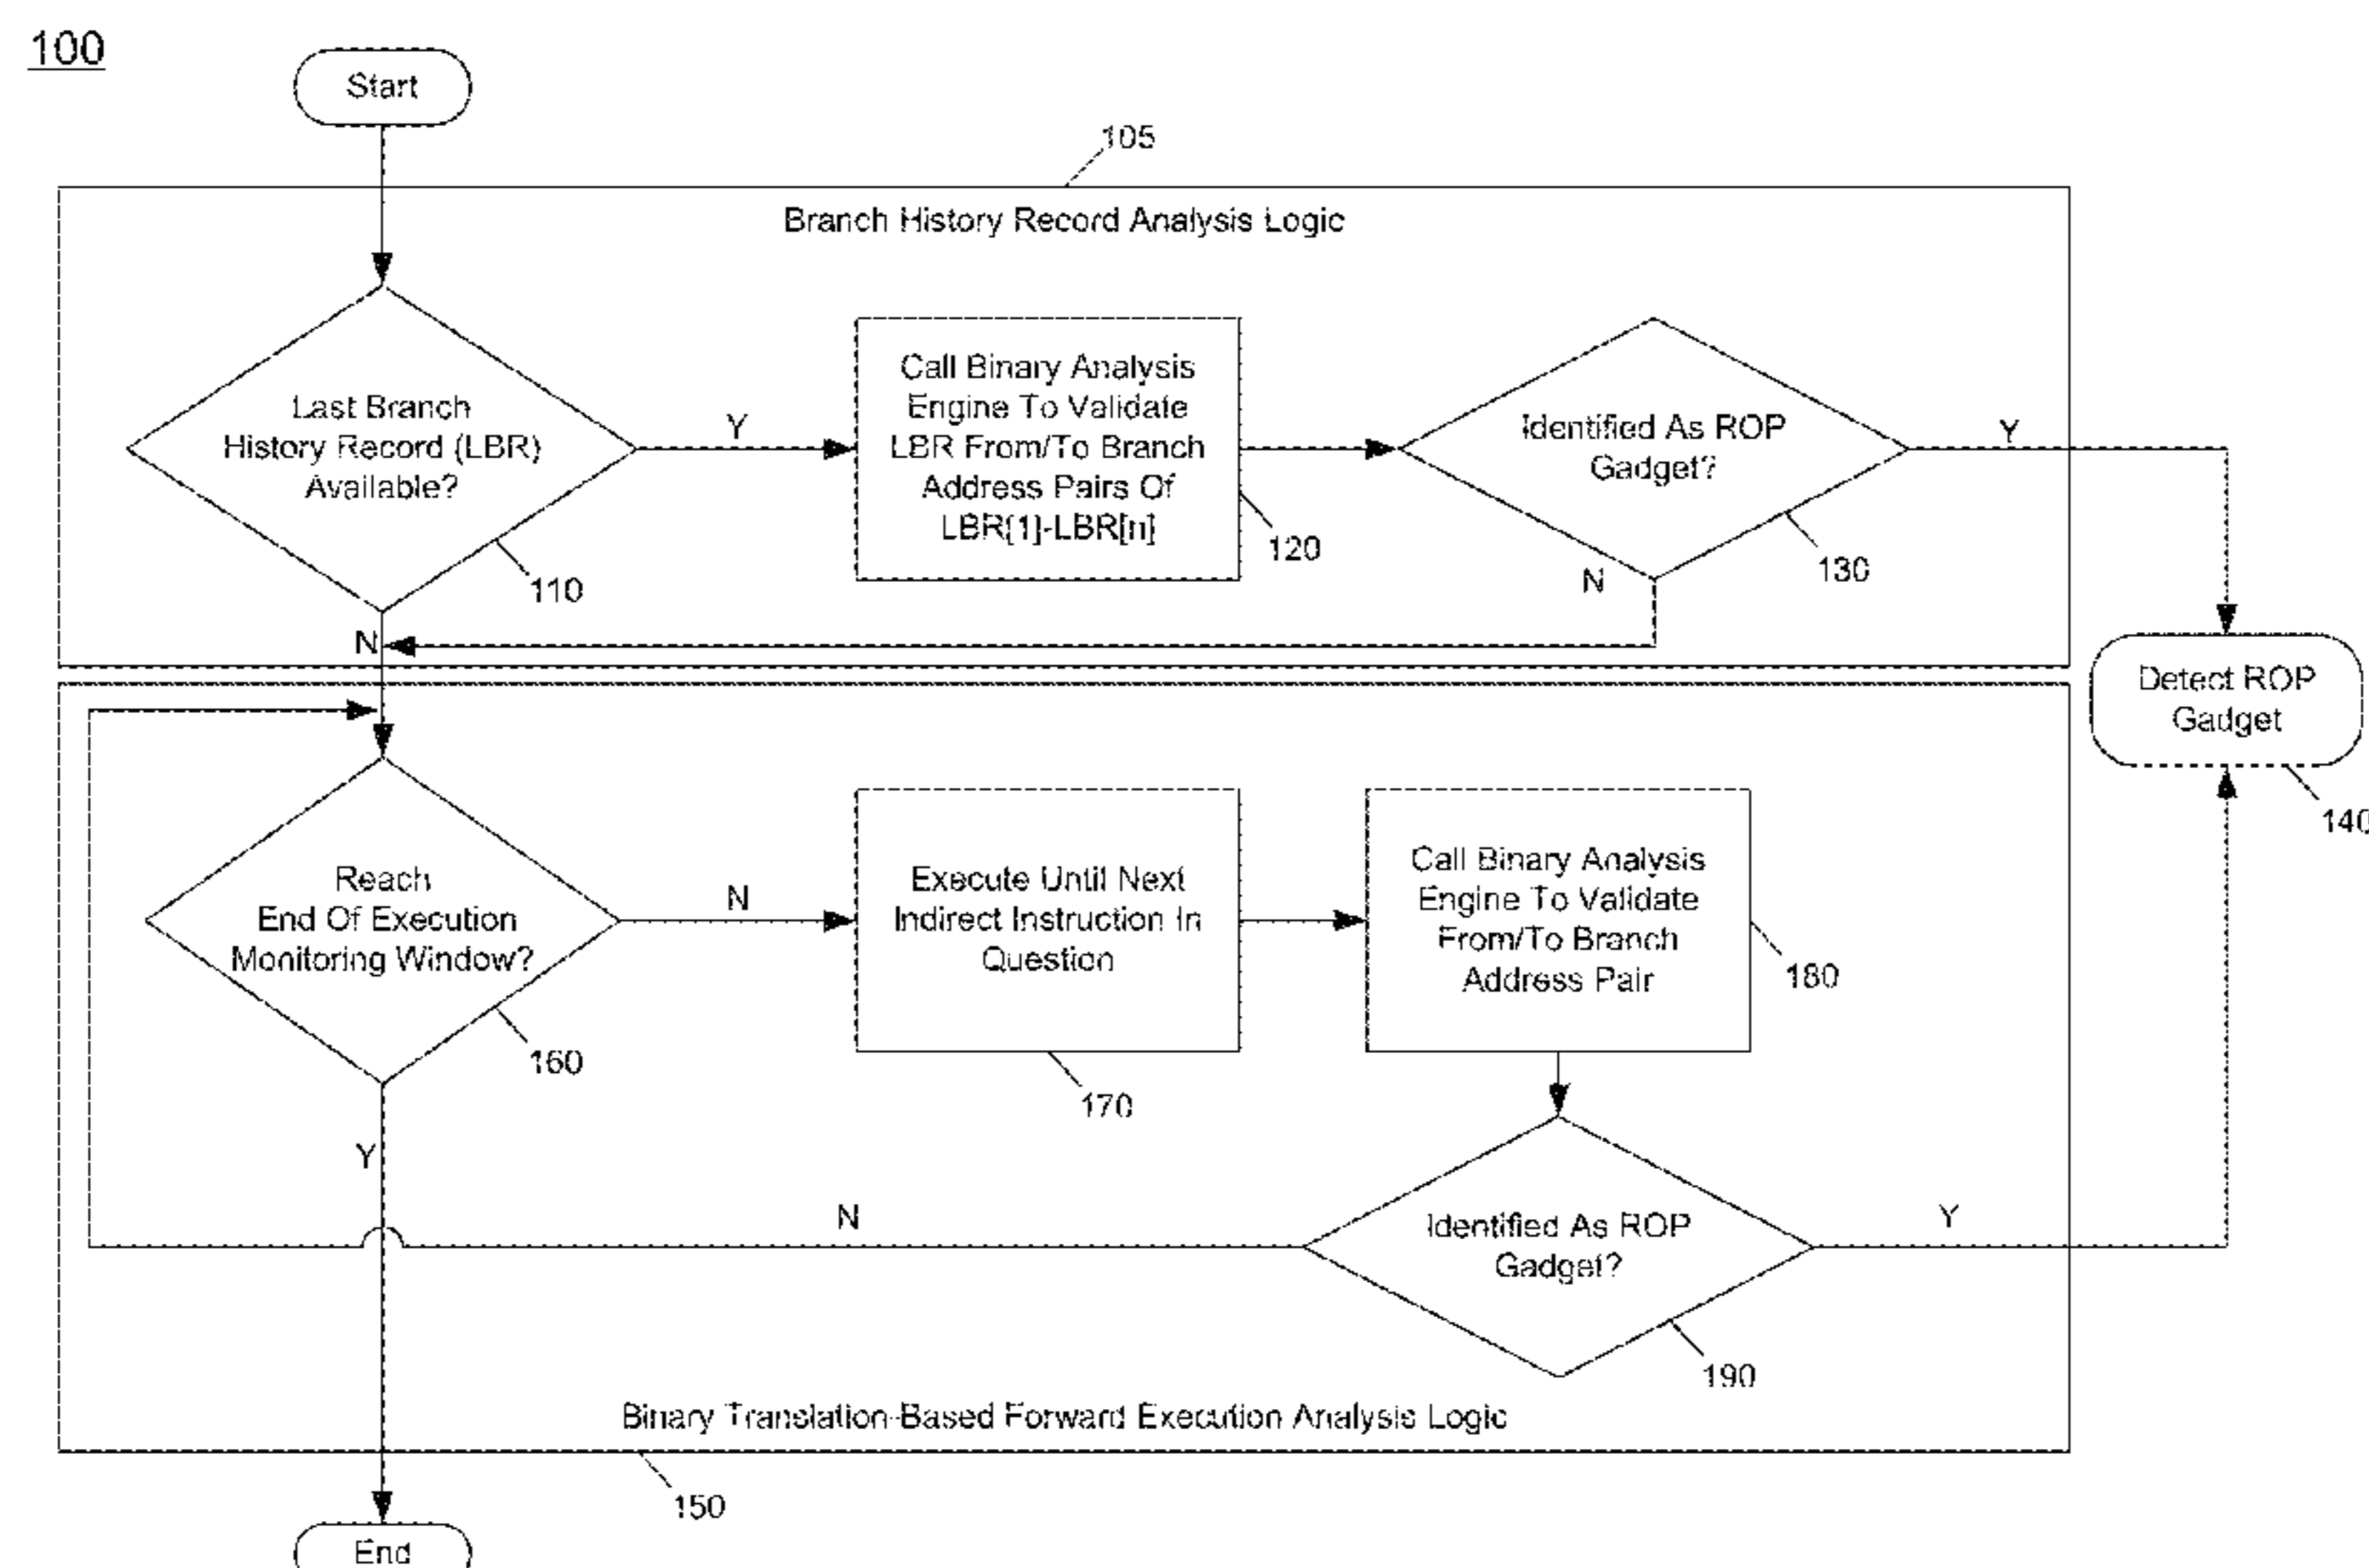 100
Start
105
Branch History Record Analysis Logic
Last Branch
History Record (LBR)
Available?
Y
Call Binary Analysis
Engine To Validate
LBR From/To Branch
Address Pairs Of
LBR[1]-LBR[n]
Identified As ROP
Gadget?
Y
110
120
130
N
N
Detect ROP
Gadget
140
Reach
End Of Execution
Monitoring Window?
N
Execute Until Next
Indirect Instruction In
Question
Call Binary Analysis
Engine To Validate
From/To Branch
Address Pair
160
170
180
Y
N
Identified As ROP
Gadget?
Y
190
Binary Translation-Based Forward Execution Analysis Logic
150
End